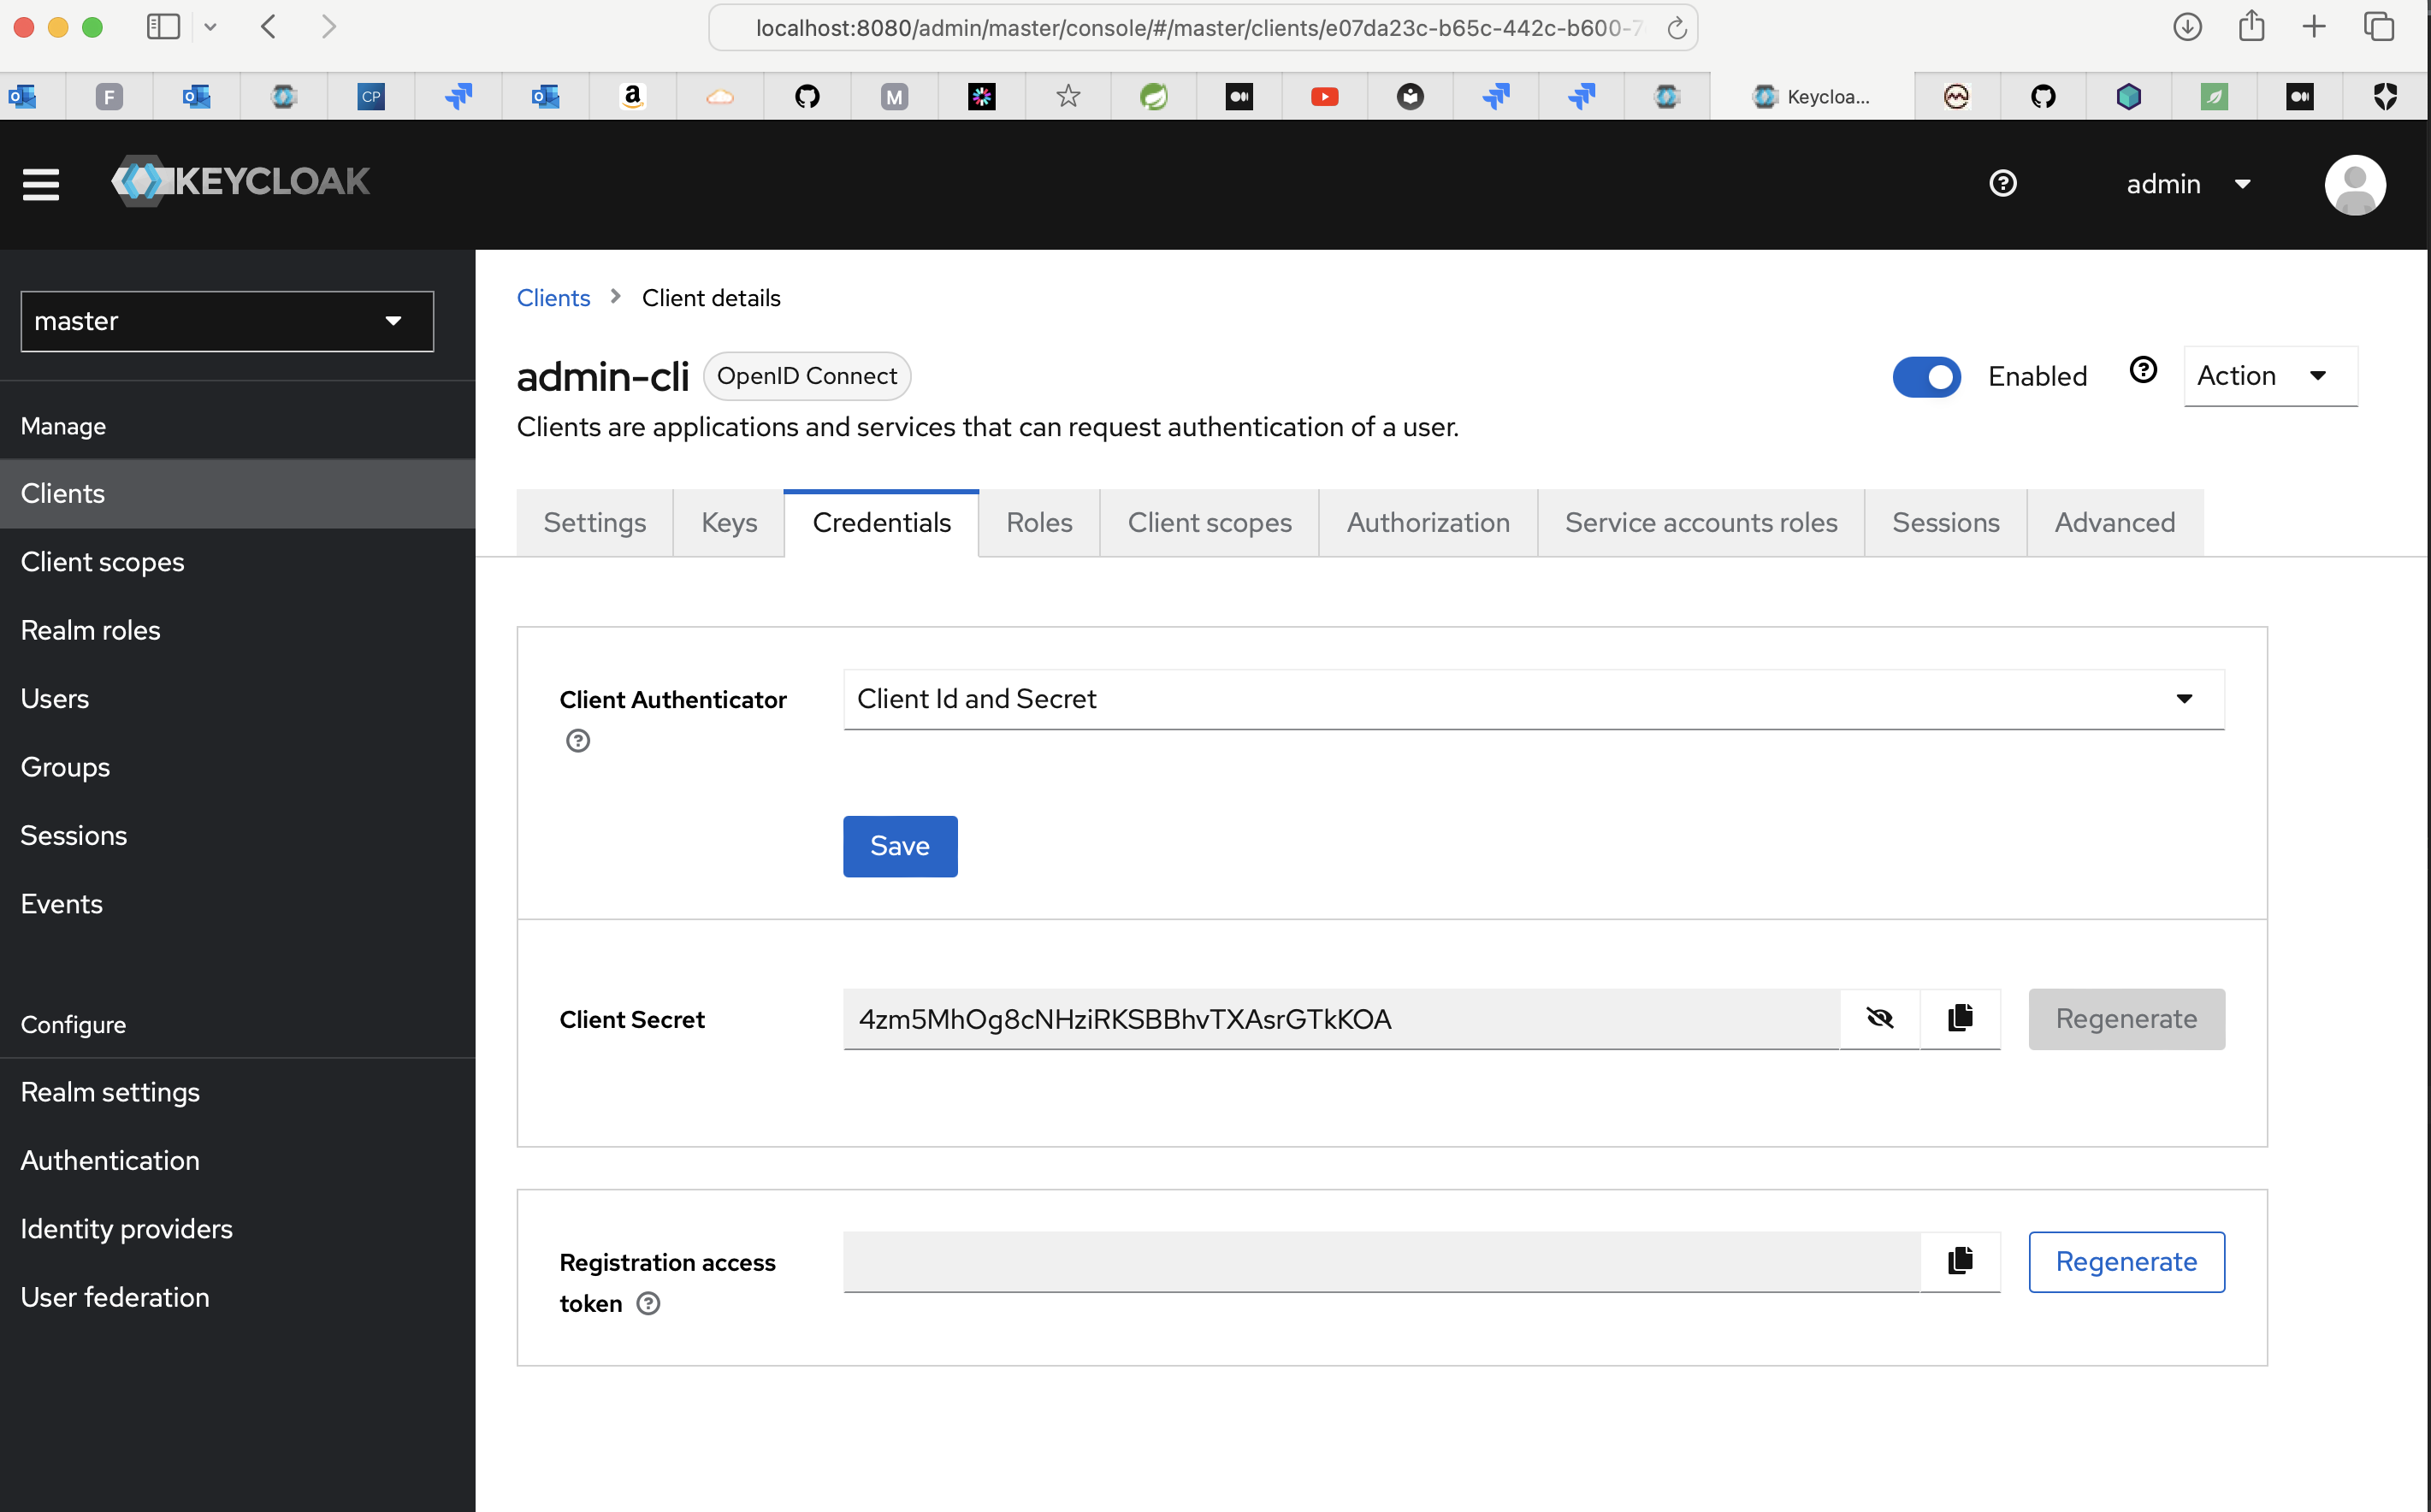 localhost:8080/admin/master/console/#/master/clients/e07da23c-b65c-442c-b600-7
F
CP
a
M
Keycloa...
KEYCLOAK
admin
master
Manage
Clients
Client scopes
Realm roles
Users
Groups
Sessions
Events
Configure
Realm settings
Authentication
Identity providers
User federation
Clients > Client details
admin-cli OpenID Connect
Enabled
Action
Clients are applications and services that can request authentication of a user.
Settings Keys Credentials Roles Client scopes Authorization Service accounts roles Sessions Advanced
Client Authenticator
Client Id and Secret
Save
Client Secret
4zm5MhOg8cNHziRKSBBhvTXAsrGTkKOA
Regenerate
Registration access
token
Regenerate